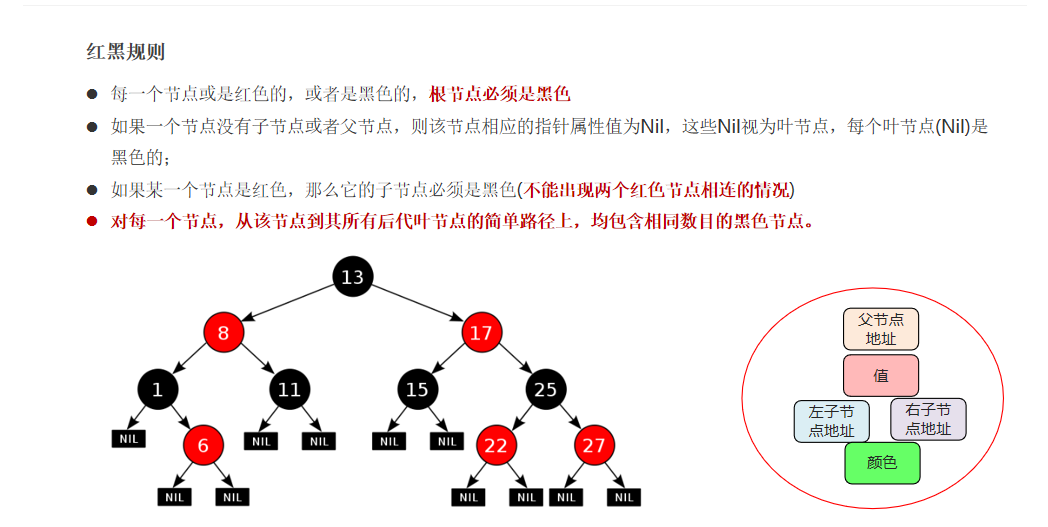 红黑规则
每一个节点或是红色的，或者是黑色的，根节点必须是黑色
如果一个节点没有子节点或者父节点，则该节点相应的指针属性值为Nil，这些Nil视为叶节点，每个叶节点(Nil)是
黑色的；
如果某一个节点是红色，那么它的子节点必须是黑色(不能出现两个红色节点相连的情况)
对每一个节点，从该节点到其所有后代叶节点的简单路径上，均包含相同数目的黑色节点。
13
8
17
1
11
15
25
NIL
6
NIL
NIL
NIL
NIL
22
27
NIL
NIL
NIL
NIL
NIL
NIL
父节点
地址
值
左子节
点地址
右子节
点地址
颜色